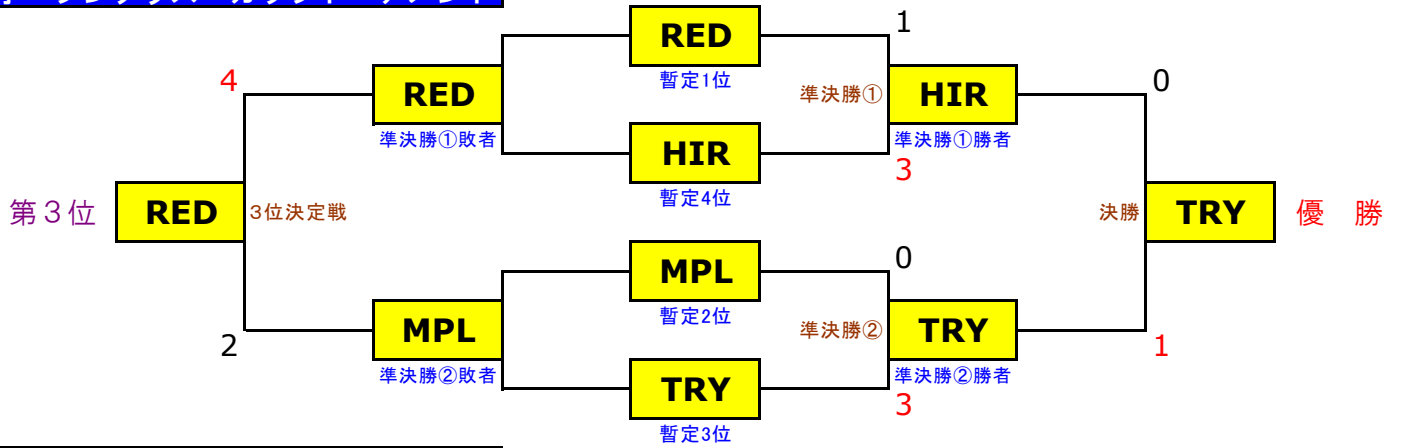 RED
1
暫定1位
4
RED
準決勝①
HIR
0
準決勝①敗者
HIR
準決勝①勝者
3
暫定4位
第３位
RED
3位決定戦
決勝
TRY
優　勝
MPL
0
暫定2位
2
MPL
準決勝②
TRY
1
準決勝②敗者
TRY
準決勝②勝者
3
暫定3位